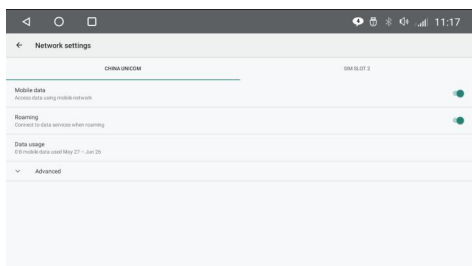 11:17
Network settings
CHINA UNICOM
SIM SLOT 2
Mobile data
Access data using mobile network
Roaming
Connect to data services when roaming
Data usage
0 B mobile data used May 27 – Jun 26
Advanced